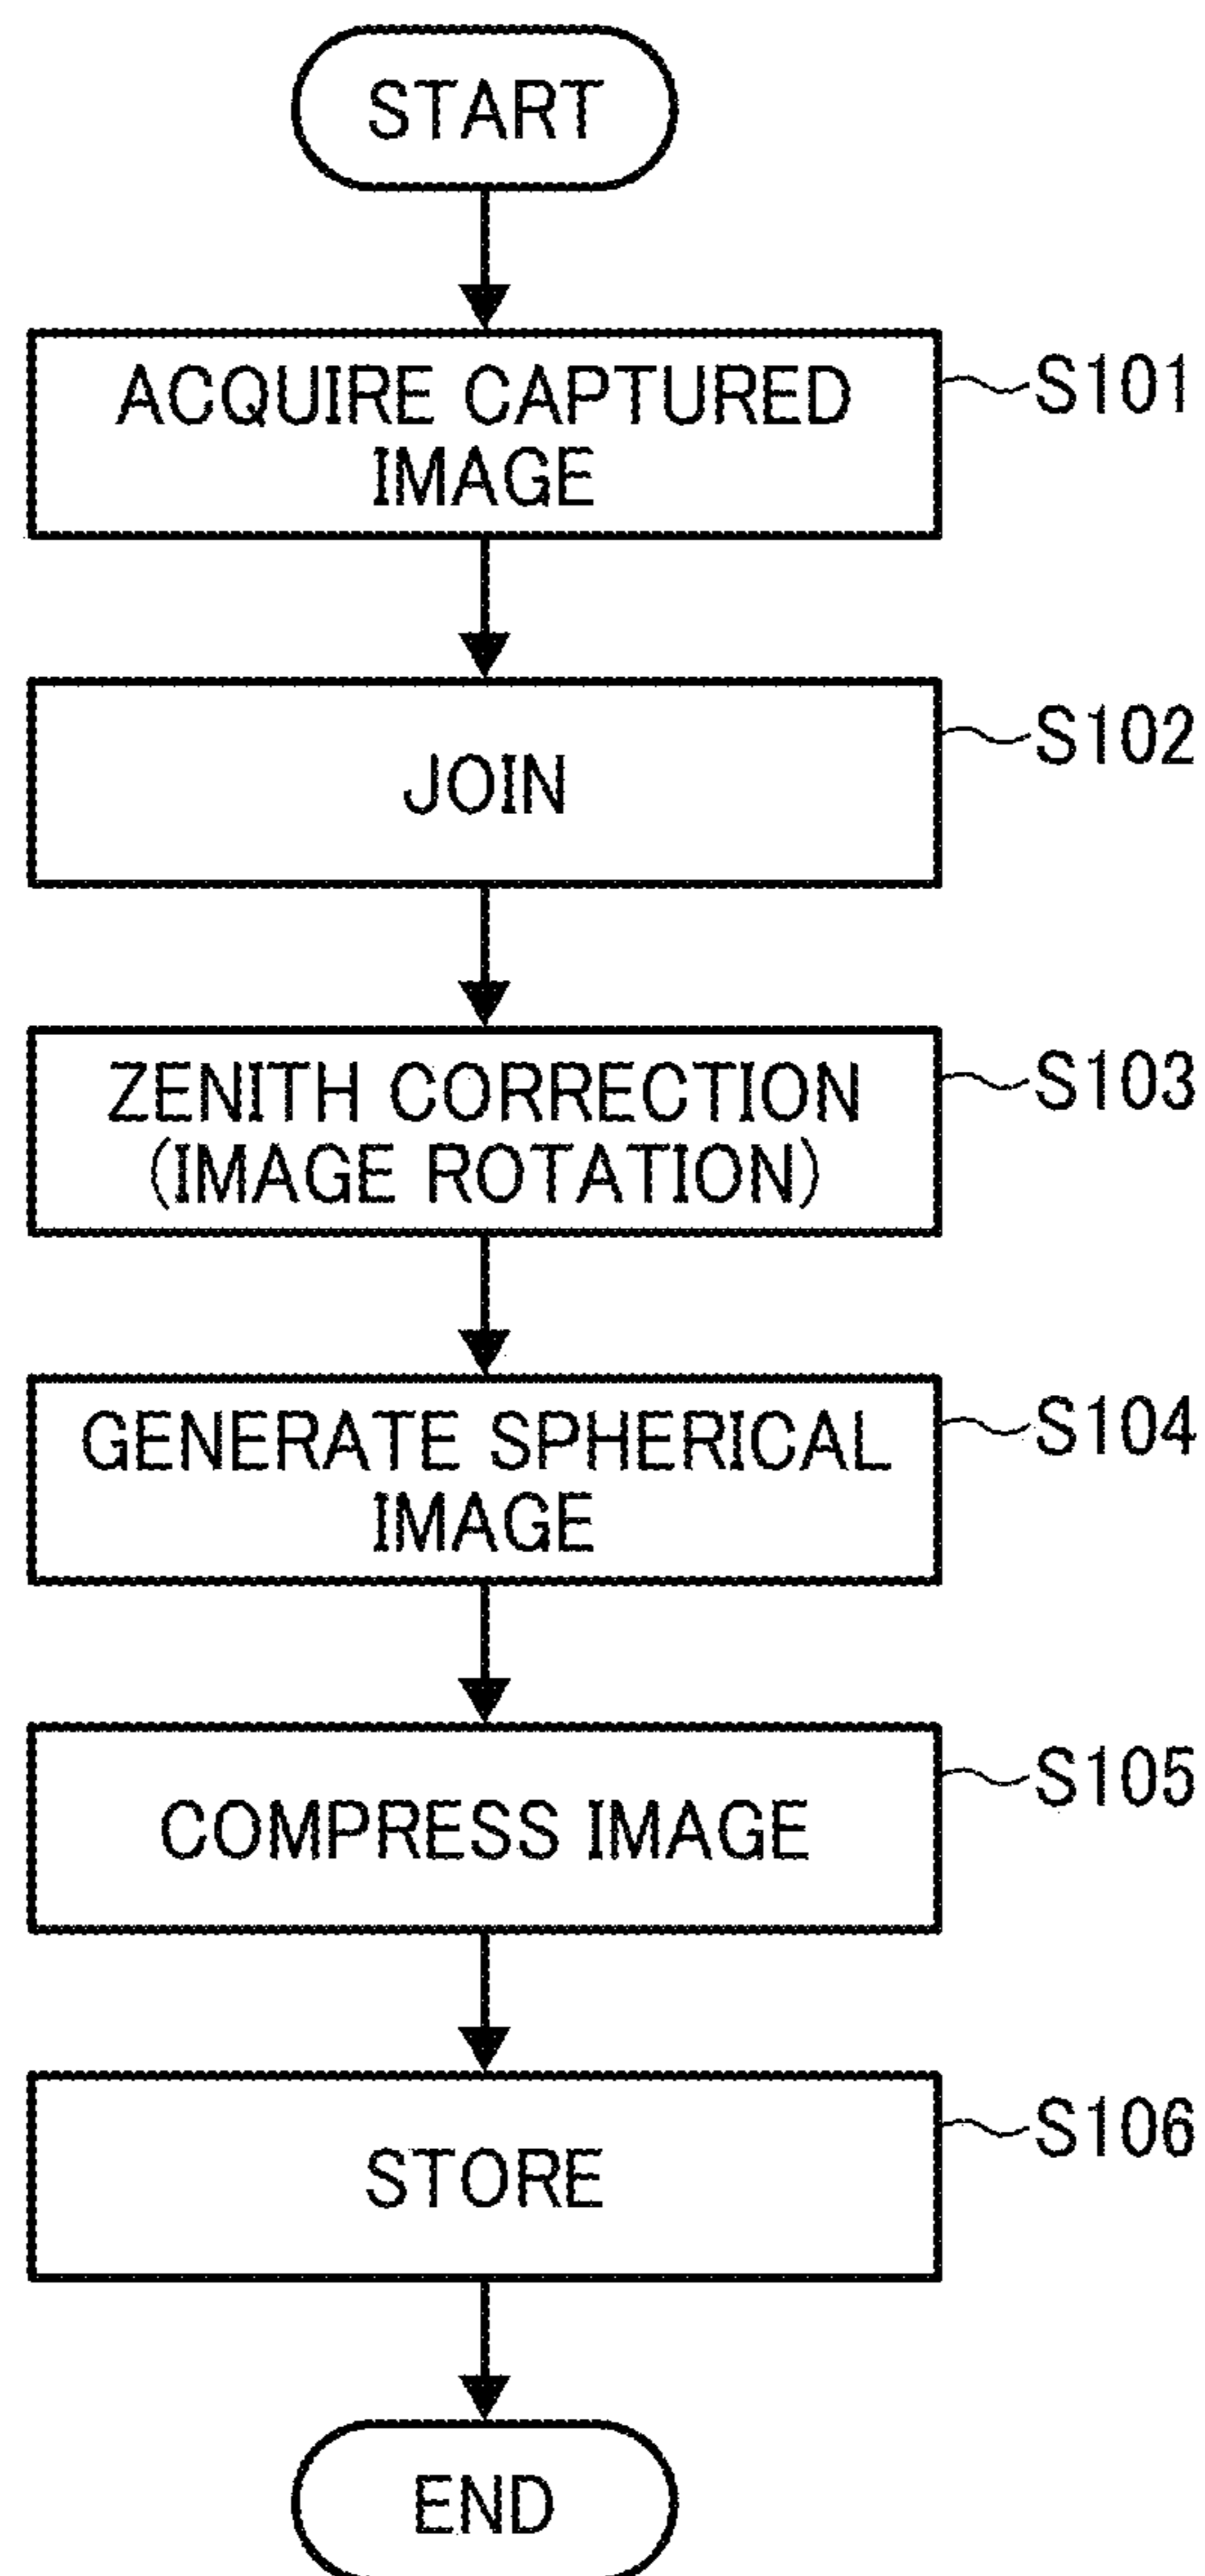 START
ACQUIRE CAPTURED
IMAGE
S101
JOIN
S102
ZENITH CORRECTION
(IMAGE ROTATION)
S103
GENERATE SPHERICAL
IMAGE
S104
COMPRESS IMAGE
S105
STORE
S106
END